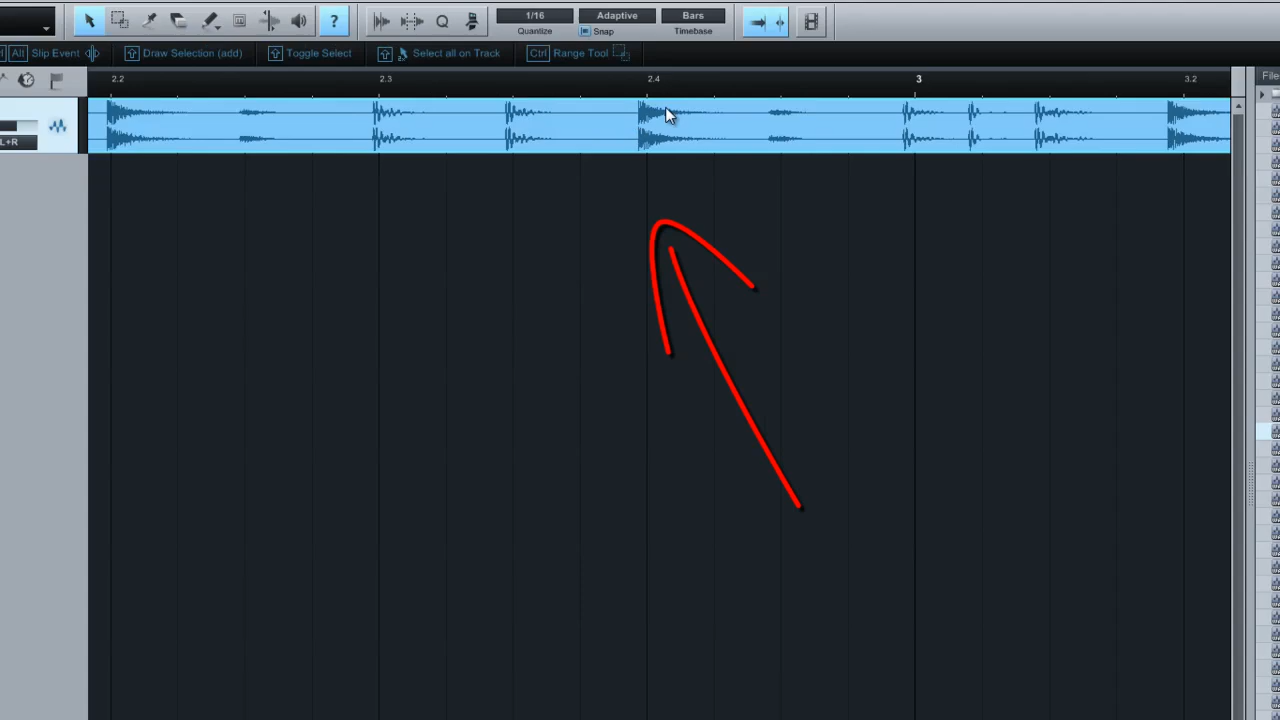 ? 1/16 Adaptive Bars
Quantize Snap Timebase
Alt Slip Event Draw Selection (add) Toggle Select Select all on Track Ctrl Range Tool
2.2 2.3 2.4 3 3.2
File
L+R